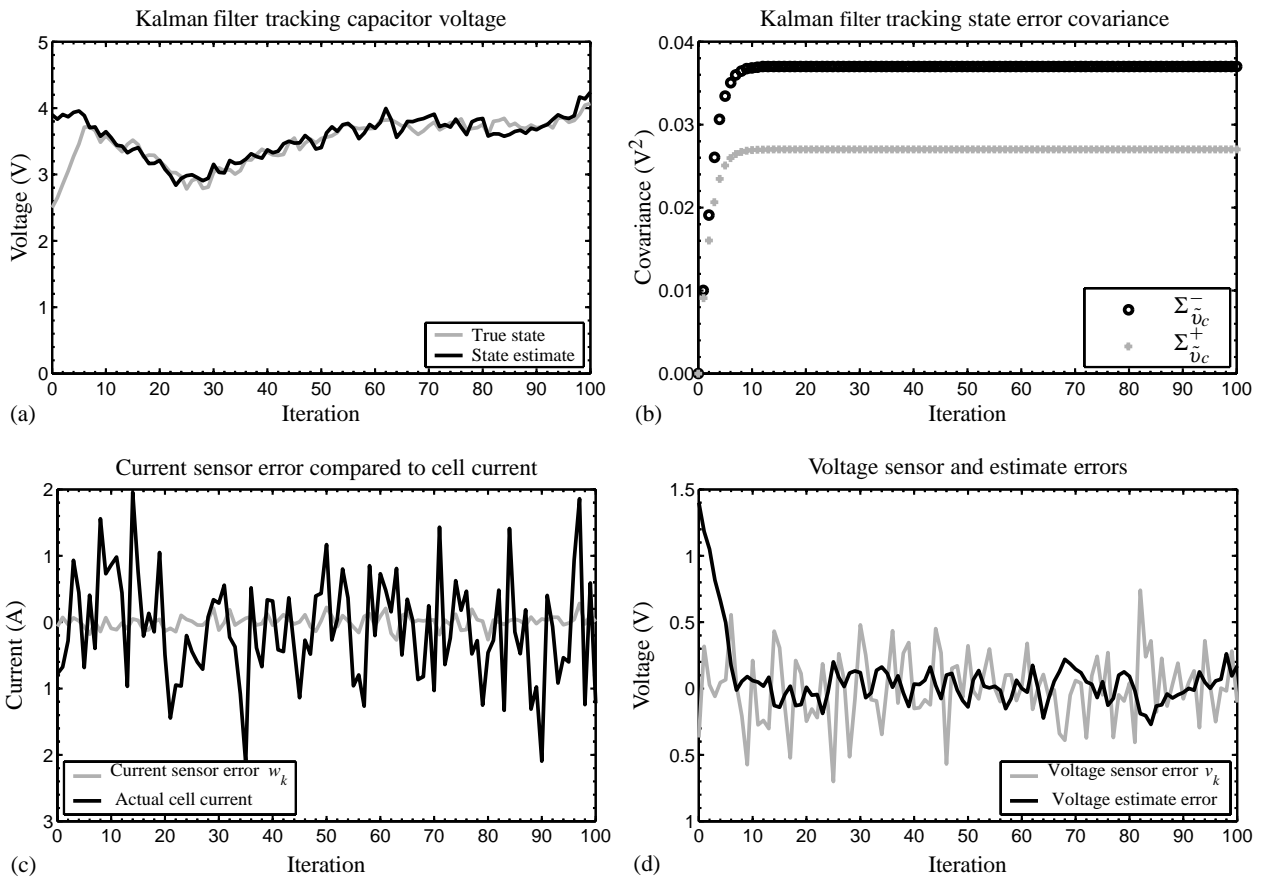 Kalman filter tracking capacitor voltage
5
4
3
2
1
0
Voltage (V)
0 10 20 30 40 50 60 70 80 90 100
Iteration
True state
State estimate
(a)
Kalman filter tracking state error covariance
0.04
0.03
0.02
0.01
0.00
Covariance (V²)
0 10 20 30 40 50 60 70 80 90 100
Iteration
Σ⁻ṽc
Σ⁺ṽc
(b)
Current sensor error compared to cell current
2
1
0
1
2
3
Current (A)
0 10 20 30 40 50 60 70 80 90 100
Iteration
Current sensor error wk
Actual cell current
(c)
Voltage sensor and estimate errors
1.5
1
0.5
0
0.5
1
Voltage (V)
0 10 20 30 40 50 60 70 80 90 100
Iteration
Voltage sensor error vk
Voltage estimate error
(d)